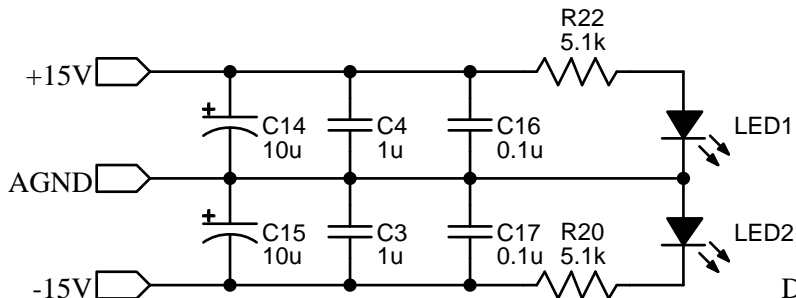 R22
5.1k
+15V
+
C14
10u
C4
1u
C16
0.1u
LED1
AGND
+
C15
10u
C3
1u
C17
0.1u
R20
5.1k
LED2
-15V
D